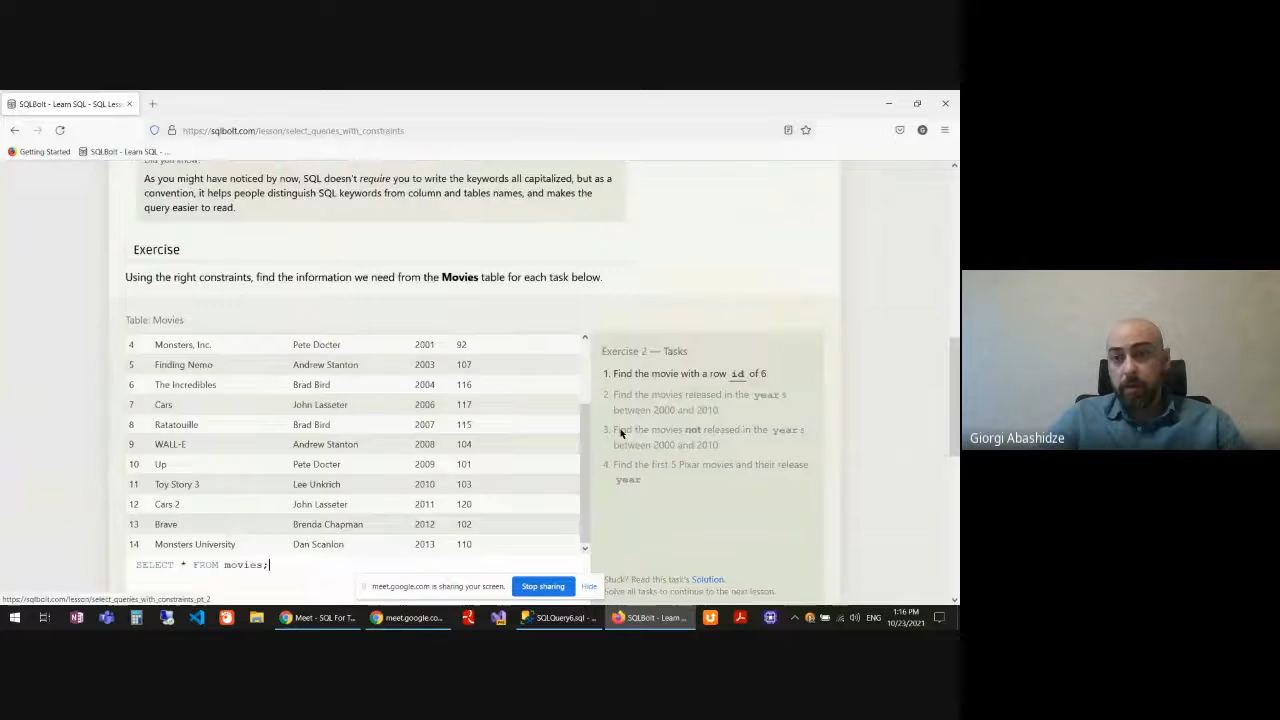 SQLBolt - Learn SQL - SQL Less
https://sqlbolt.com/lesson/select_queries_with_constraints
Getting Started
SQLBolt - Learn SQL - ...
Did you know?
As you might have noticed by now, SQL doesn't require you to write the keywords all capitalized, but as a
convention, it helps people distinguish SQL keywords from column and tables names, and makes the
query easier to read.
Exercise
Using the right constraints, find the information we need from the Movies table for each task below.
Table: Movies
4 Monsters, Inc. Pete Docter 2001 92
5 Finding Nemo Andrew Stanton 2003 107
6 The Incredibles Brad Bird 2004 116
7 Cars John Lasseter 2006 117
8 Ratatouille Brad Bird 2007 115
9 WALL-E Andrew Stanton 2008 104
10 Up Pete Docter 2009 101
11 Toy Story 3 Lee Unkrich 2010 103
12 Cars 2 John Lasseter 2011 120
13 Brave Brenda Chapman 2012 102
14 Monsters University Dan Scanlon 2013 110
SELECT * FROM movies;
Exercise 2 — Tasks
1. Find the movie with a row id of 6
2. Find the movies released in the year s
between 2000 and 2010
3. Find the movies not released in the year s
between 2000 and 2010
4. Find the first 5 Pixar movies and their release
year
Stuck? Read this task's Solution.
Solve all tasks to continue to the next lesson.
meet.google.com is sharing your screen.
Stop sharing
Hide
https://sqlbolt.com/lesson/select_queries_with_constraints_pt_2
Meet - SQL For T...
meet.google.co...
SQLQuery6.sql - ...
SQLBolt - Learn ...
ENG
1:16 PM
10/23/2021
Giorgi Abashidze